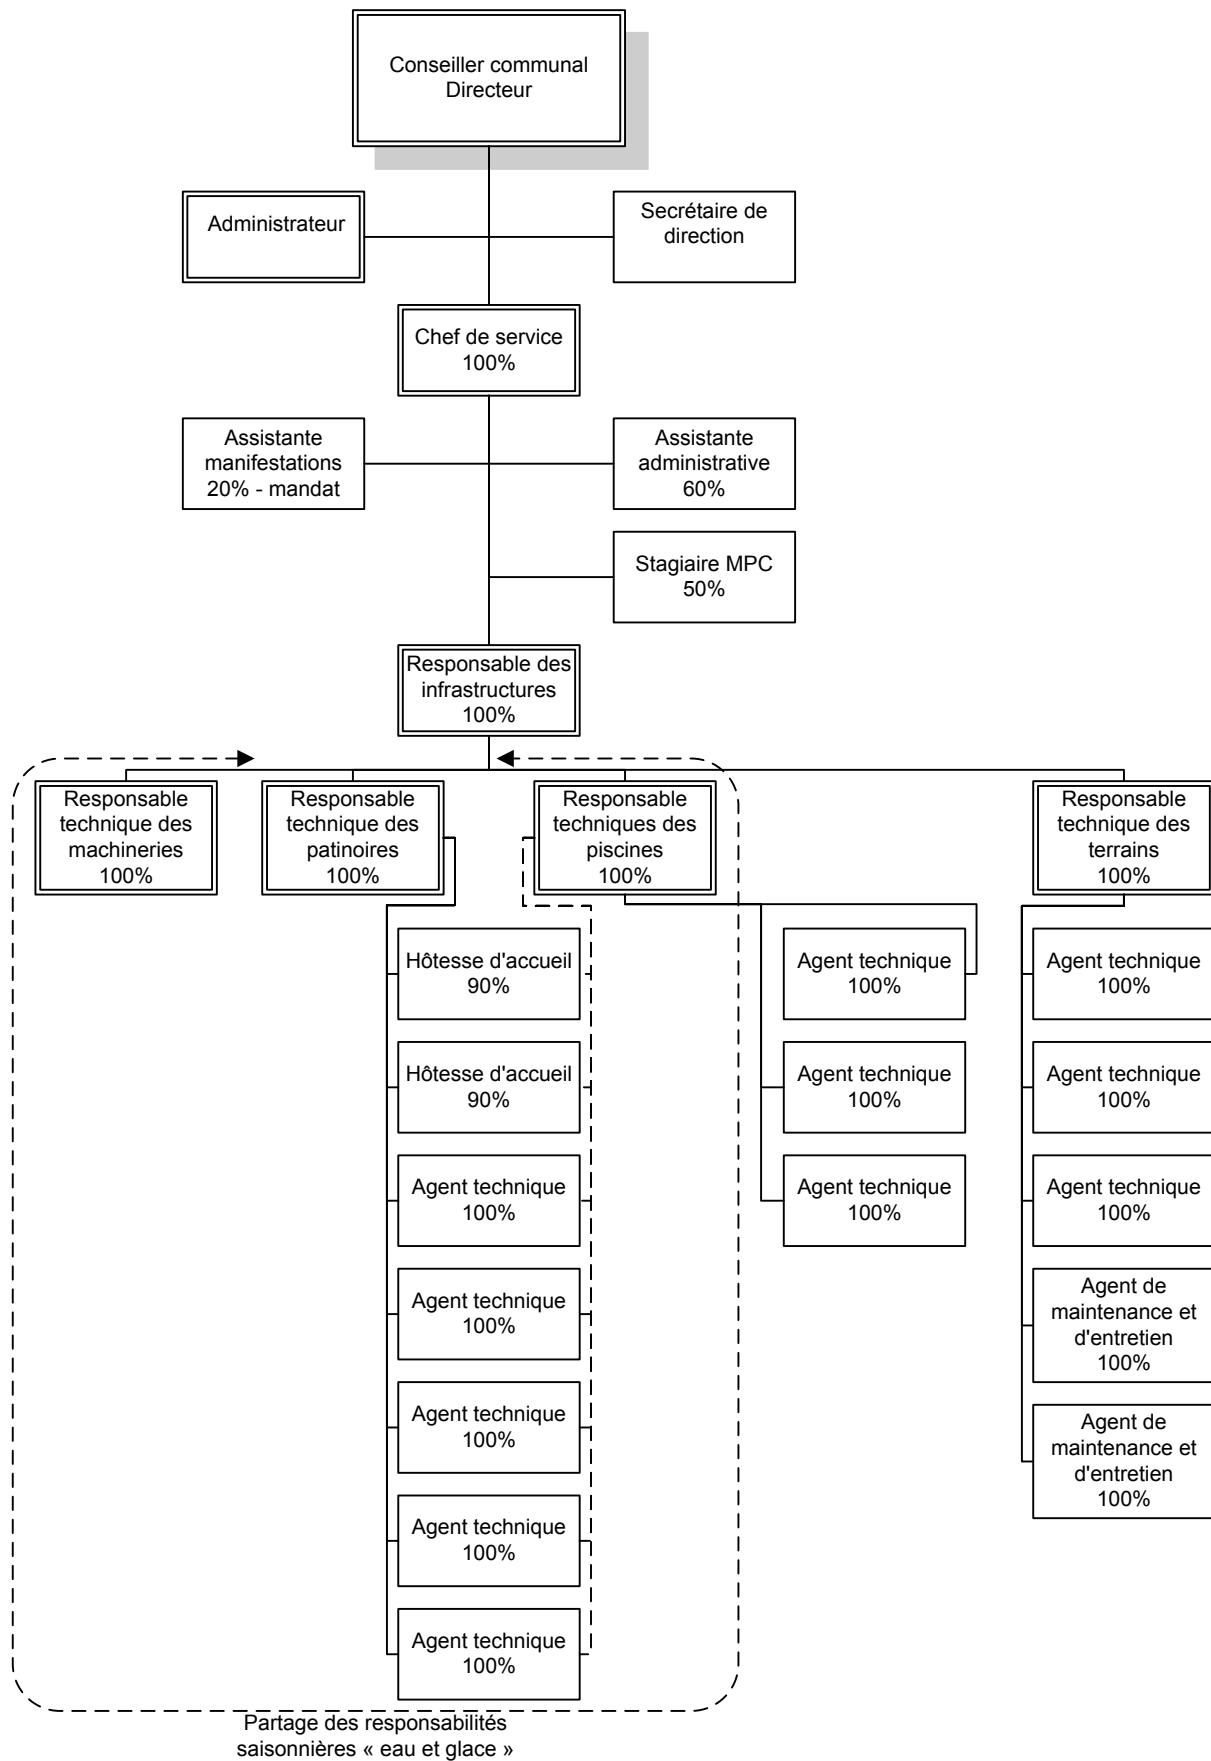 Conseiller communal
Directeur
Administrateur
Secrétaire de
direction
Chef de service
100%
Assistante
manifestations
20% - mandat
Assistante
administrative
60%
Stagiaire MPC
50%
Responsable des
infrastructures
100%
Responsable
technique des
machineries
100%
Responsable
technique des
patinoires
100%
Responsable
techniques des
piscines
100%
Responsable
technique des
terrains
100%
Hôtesse d'accueil
90%
Hôtesse d'accueil
90%
Agent technique
100%
Agent technique
100%
Agent technique
100%
Agent technique
100%
Agent technique
100%
Agent technique
100%
Agent technique
100%
Agent technique
100%
Agent technique
100%
Agent technique
100%
Agent technique
100%
Agent de
maintenance et
d'entretien
100%
Agent de
maintenance et
d'entretien
100%
Partage des responsabilités
saisonnières « eau et glace »